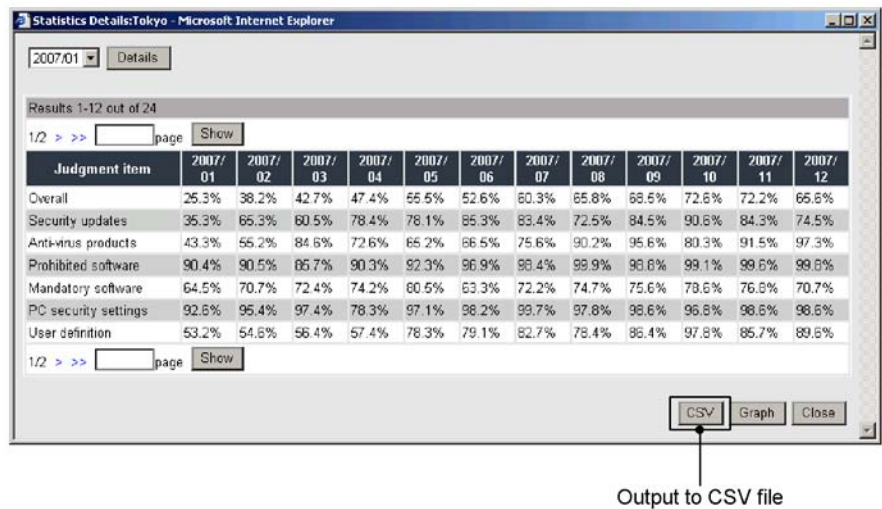 Statistics Details:Tokyo - Microsoft Internet Explorer
2007/01 Details
Results 1-12 out of 24
1/2 > >> page Show
Judgment item 2007/01 2007/02 2007/03 2007/04 2007/05 2007/06 2007/07 2007/08 2007/09 2007/10 2007/11 2007/12
Overall 25.3% 38.2% 42.7% 47.4% 55.5% 52.6% 60.3% 65.8% 68.5% 72.6% 72.2% 65.6%
Security updates 35.3% 65.3% 60.5% 78.4% 78.1% 85.3% 83.4% 72.5% 84.5% 90.6% 84.3% 74.5%
Anti-virus products 43.3% 55.2% 84.6% 72.6% 65.2% 66.5% 75.6% 90.2% 95.6% 80.3% 91.5% 97.3%
Prohibited software 90.4% 90.5% 85.7% 90.3% 92.3% 96.9% 98.4% 99.9% 98.8% 99.1% 99.6% 99.8%
Mandatory software 64.5% 70.7% 72.4% 74.2% 80.5% 63.3% 72.2% 74.7% 75.6% 78.6% 76.8% 70.7%
PC security settings 92.6% 95.4% 97.4% 78.3% 97.1% 98.2% 99.7% 97.8% 98.6% 96.8% 98.6% 98.6%
User definition 53.2% 54.6% 56.4% 57.4% 78.3% 79.1% 82.7% 78.4% 86.4% 97.8% 85.7% 89.6%
1/2 > >> page Show
CSV Graph Close
Output to CSV file